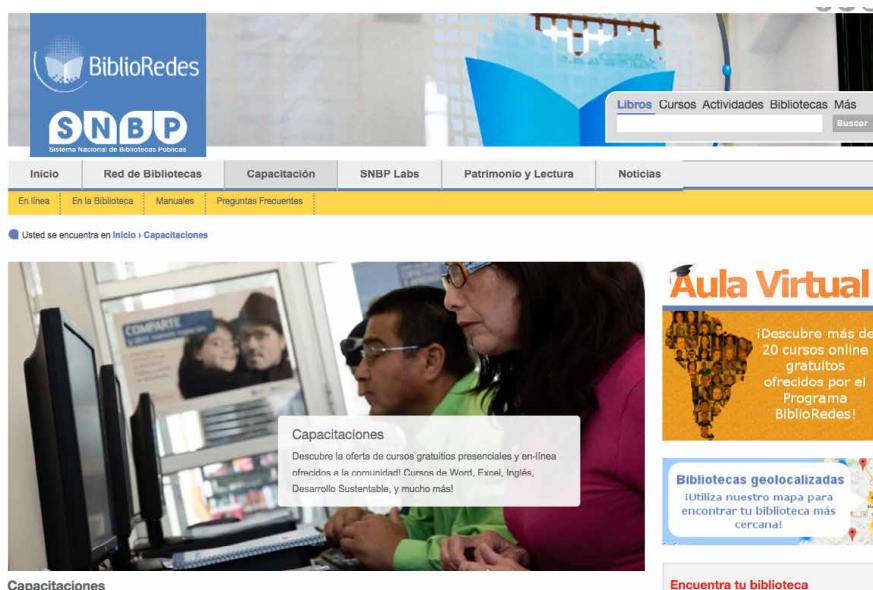 BiblioRedes
SNBP
Sistema Nacional de Bibliotecas Públicas
Libros Cursos Actividades Bibliotecas Más
Buscar
Inicio Red de Bibliotecas Capacitación SNBP Labs Patrimonio y Lectura Noticias
En línea En la Biblioteca Manuales Preguntas Frecuentes
Usted se encuentra en Inicio › Capacitaciones
COMPARTE
Capacitaciones
Descubre la oferta de cursos gratuitios presenciales y en-línea
ofrecidos a la comunidad! Cursos de Word, Excel, Inglés,
Desarrollo Sustentable, y mucho más!
Aula Virtual
¡Descubre más de
20 cursos online
gratuítos
ofrecidos por el
Programa
BiblioRedes!
Bibliotecas geolocalizadas
¡Utiliza nuestro mapa para
encontrar tu biblioteca más
cercana!
Capacitaciones
Encuentra tu biblioteca